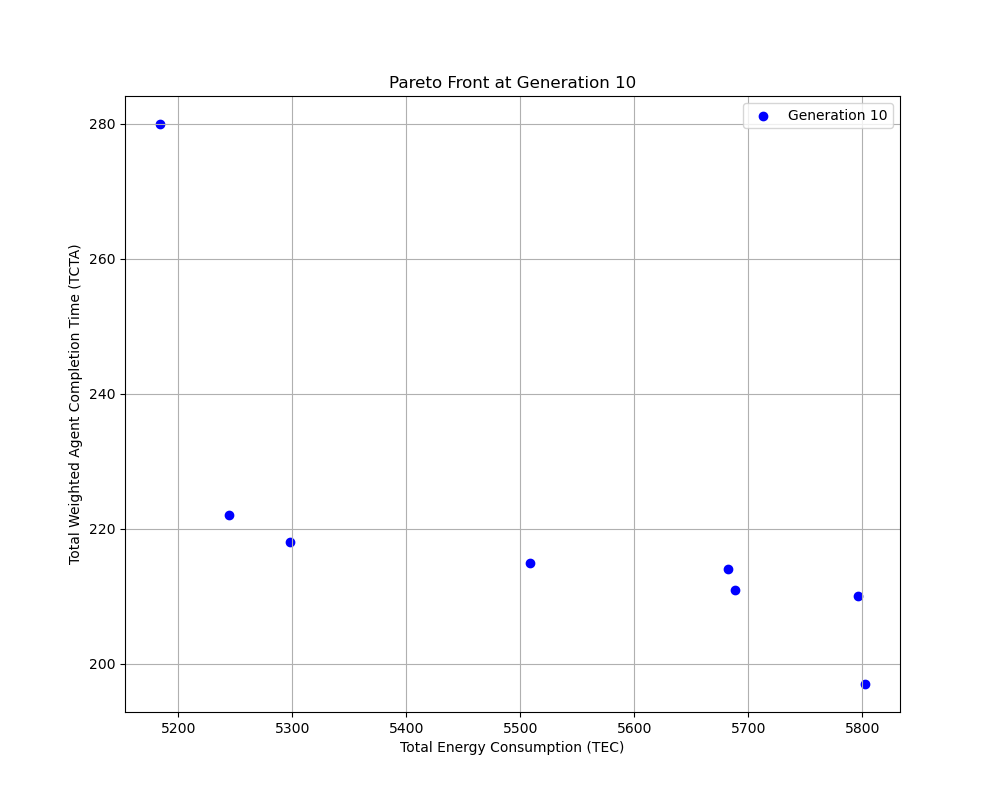 Pareto Front at Generation 10
Generation 10
Total Weighted Agent Completion Time (TCTA)
280
260
240
220
200
5200 5300 5400 5500 5600 5700 5800
Total Energy Consumption (TEC)